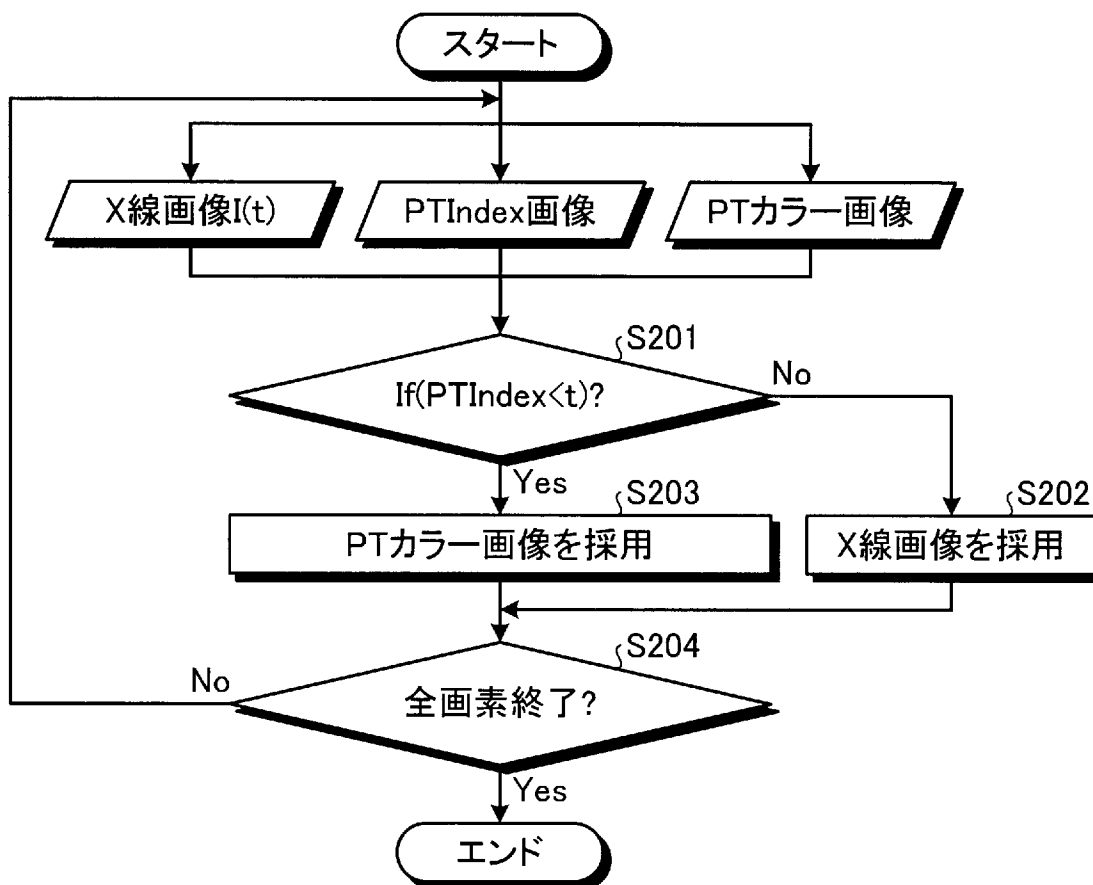 スタート
X線画像I(t)
PTIndex画像
PTカラー画像
S201
If(PTIndex<t)?
No
Yes
S203
S202
PTカラー画像を採用
X線画像を採用
S204
No
全画素終了?
Yes
エンド